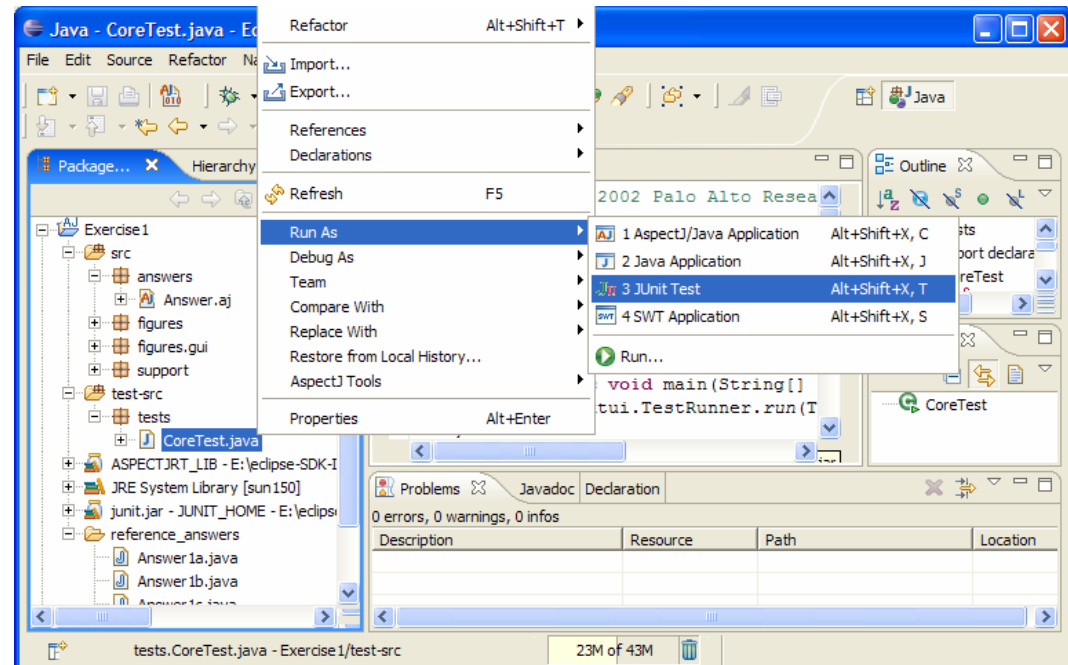 Java - CoreTest.java - Ec
File Edit Source Refactor Na
Refactor Alt+Shift+T
Import...
Export...
References
Declarations
Refresh F5
Run As
Debug As
Team
Compare With
Replace With
Restore from Local History...
AspectJ Tools
Properties Alt+Enter
1 AspectJ/Java Application Alt+Shift+X, C
2 Java Application Alt+Shift+X, J
3 JUnit Test Alt+Shift+X, T
4 SWT Application Alt+Shift+X, S
Run...
Java
Package... Hierarchy
Exercise1
src
answers
Answer.aj
figures
figures.gui
support
test-src
tests
CoreTest.java
ASPECTJRT_LIB - E:\eclipse-SDK-I
JRE System Library [sun150]
junit.jar - JUNIT_HOME - E:\eclips
reference_answers
Answer1a.java
Answer1b.java
Answer1c.java
2002 Palo Alto Resea
void main(String[]
tui.TestRunner.run(T
Outline
sts
port declara
reTest
CoreTest
Problems Javadoc Declaration
0 errors, 0 warnings, 0 infos
Description Resource Path Location
tests.CoreTest.java - Exercise1/test-src 23M of 43M